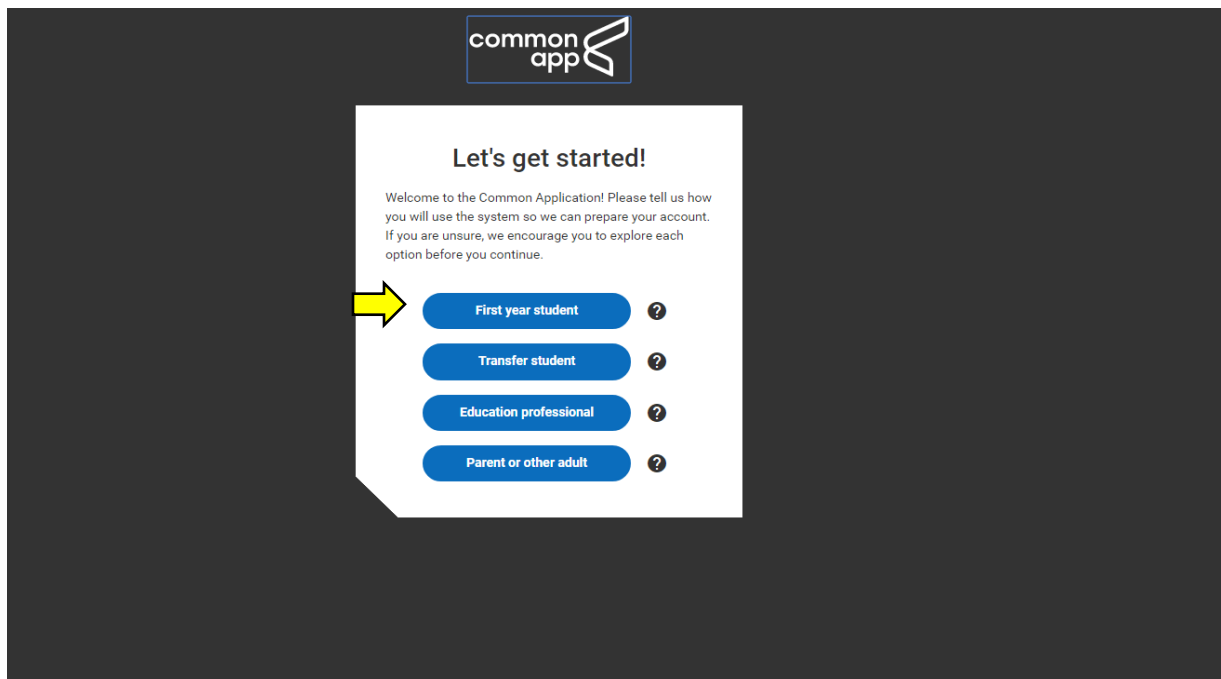 common
app
Let's get started!
Welcome to the Common Application! Please tell us how
you will use the system so we can prepare your account.
If you are unsure, we encourage you to explore each
option before you continue.
First year student ?
Transfer student ?
Education professional ?
Parent or other adult ?